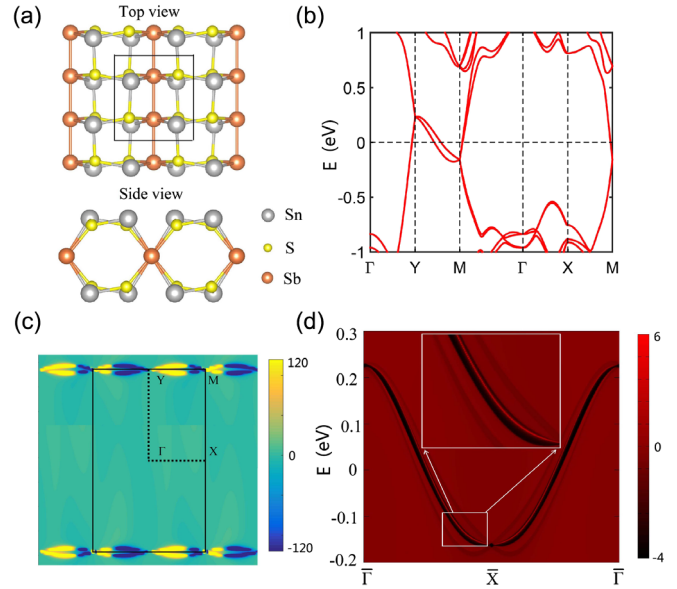 (a)
Top view
Side view
Sn
S
Sb
(b)
E (eV)
1
0.5
0
-0.5
-1
Γ Y M Γ X M
(c)
Y M
Γ X
120
0
-120
(d)
E (eV)
0.3
0.2
0.1
0
-0.1
-0.2
Γ̅ X̅ Γ̅
6
0
-4